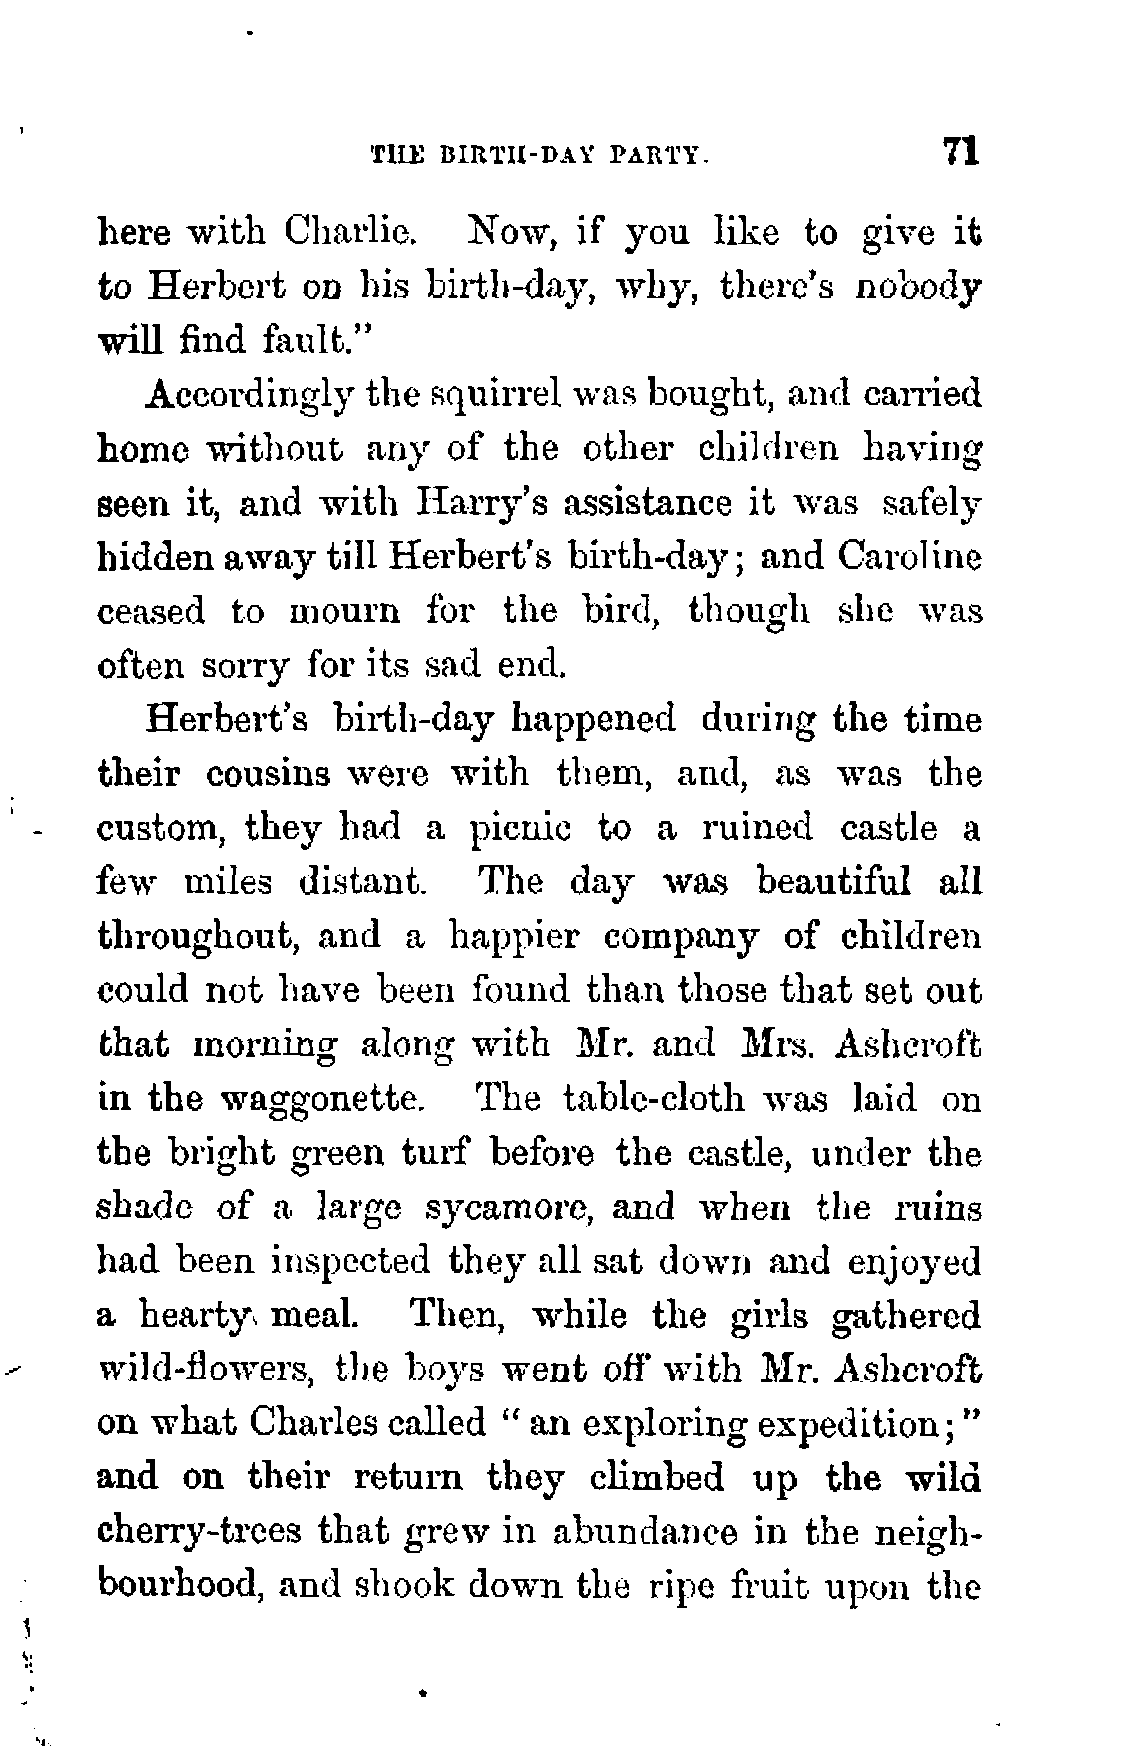 THE BIRTH-DAY PARTY. 71
here with Charlie. Now, if you like to give it
to Herbert on his birth-day, why, there's nobody
will find fault."
Accordingly the squirrel was bought, and carried
home without any of the other children having
seen it, and with Harry's assistance it was safely
hidden away till Herbert's birth-day; and Caroline
ceased to mourn for the bird, though she was
often sorry for its sad end.
Herbert's birth-day happened during the time
their cousins were with them, and, as was the
custom, they had a picnic to a ruined castle a
few miles distant. The day was beautiful all
throughout, and a happier company of children
could not have been found than those that set out
that morning along with Mr. and Mrs. Ashcroft
in the waggonette. The table-cloth was laid on
the bright green turf before the castle, under the
shade of a large sycamore, and when the ruins
had been inspected they all sat down and enjoyed
a hearty meal. Then, while the girls gathered
wild-flowers, the boys went off with Mr. Ashcroft
on what Charles called "an exploring expedition;"
and on their return they climbed up the wild
cherry-trees that grew in abundance in the neigh-
bourhood, and shook down the ripe fruit upon the